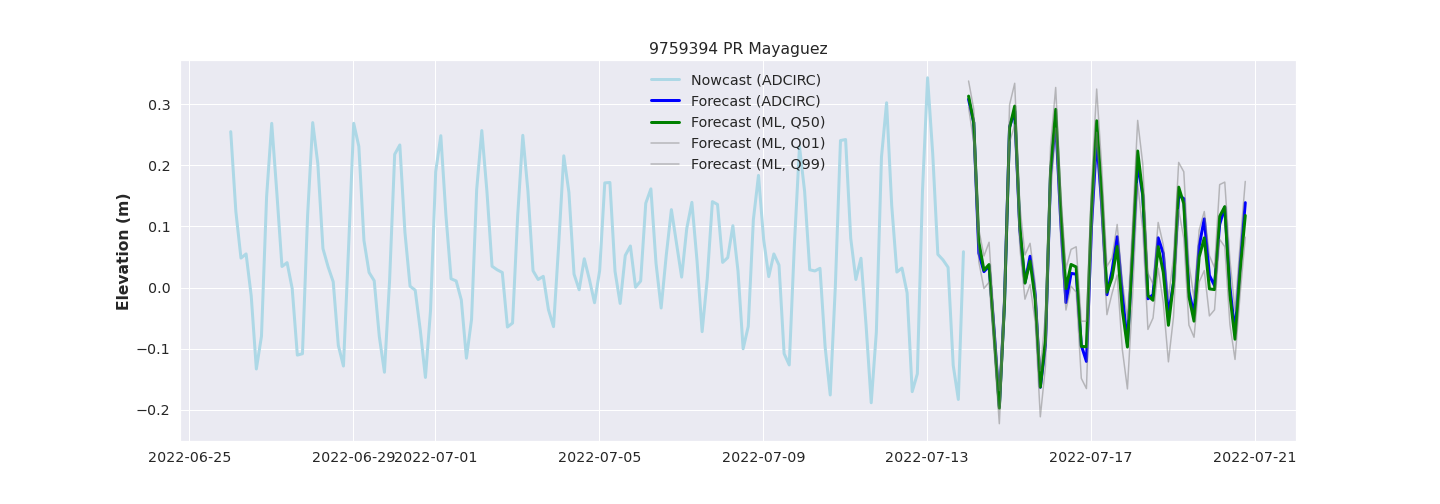 9759394 PR Mayaguez
Nowcast (ADCIRC)
Forecast (ADCIRC)
Forecast (ML, Q50)
Forecast (ML, Q01)
Forecast (ML, Q99)
Elevation (m)
0.3
0.2
0.1
0.0
−0.1
−0.2
2022-06-25 2022-06-29 2022-07-01 2022-07-05 2022-07-09 2022-07-13 2022-07-17 2022-07-21